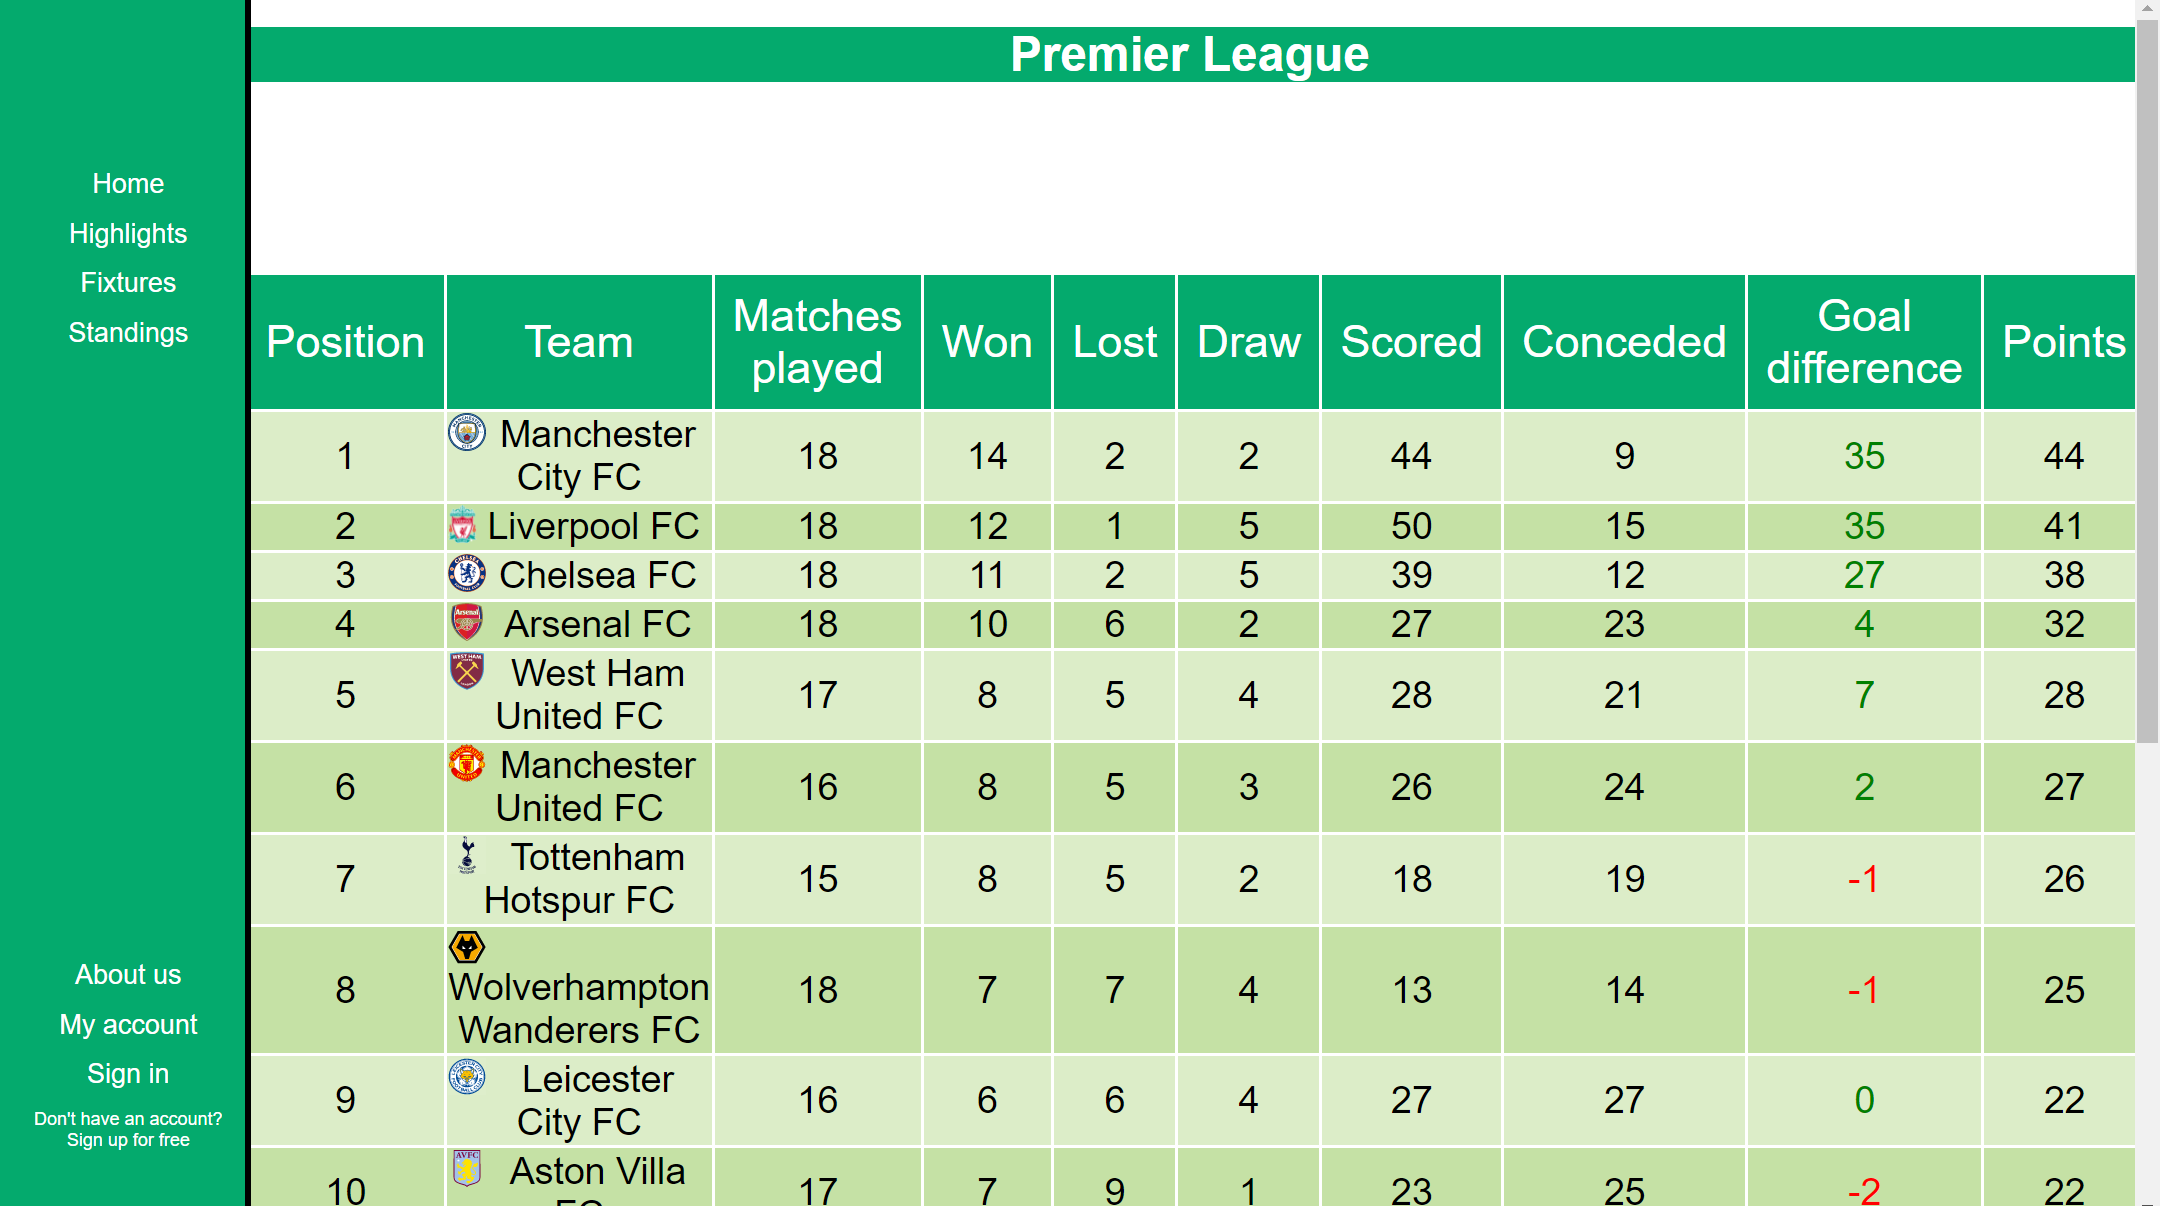 Premier League
Home
Highlights
Fixtures
Standings
About us
My account
Sign in
Don't have an account?
Sign up for free
Position Team Matches played Won Lost Draw Scored Conceded Goal difference Points
1 Manchester City FC 18 14 2 2 44 9 35 44
2 Liverpool FC 18 12 1 5 50 15 35 41
3 Chelsea FC 18 11 2 5 39 12 27 38
4 Arsenal FC 18 10 6 2 27 23 4 32
5 West Ham United FC 17 8 5 4 28 21 7 28
6 Manchester United FC 16 8 5 3 26 24 2 27
7 Tottenham Hotspur FC 15 8 5 2 18 19 -1 26
8 Wolverhampton Wanderers FC 18 7 7 4 13 14 -1 25
9 Leicester City FC 16 6 6 4 27 27 0 22
10 Aston Villa FC 17 7 9 1 23 25 -2 22